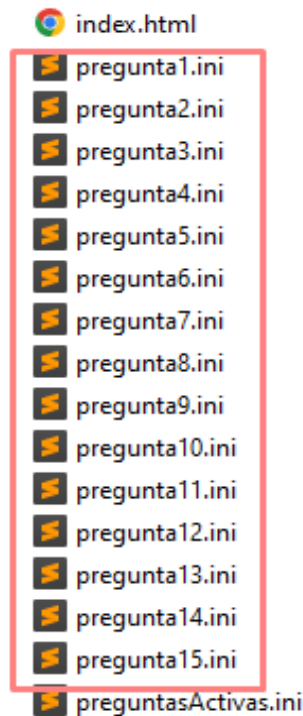 index.html
pregunta1.ini
pregunta2.ini
pregunta3.ini
pregunta4.ini
pregunta5.ini
pregunta6.ini
pregunta7.ini
pregunta8.ini
pregunta9.ini
pregunta10.ini
pregunta11.ini
pregunta12.ini
pregunta13.ini
pregunta14.ini
pregunta15.ini
preguntasActivas.ini